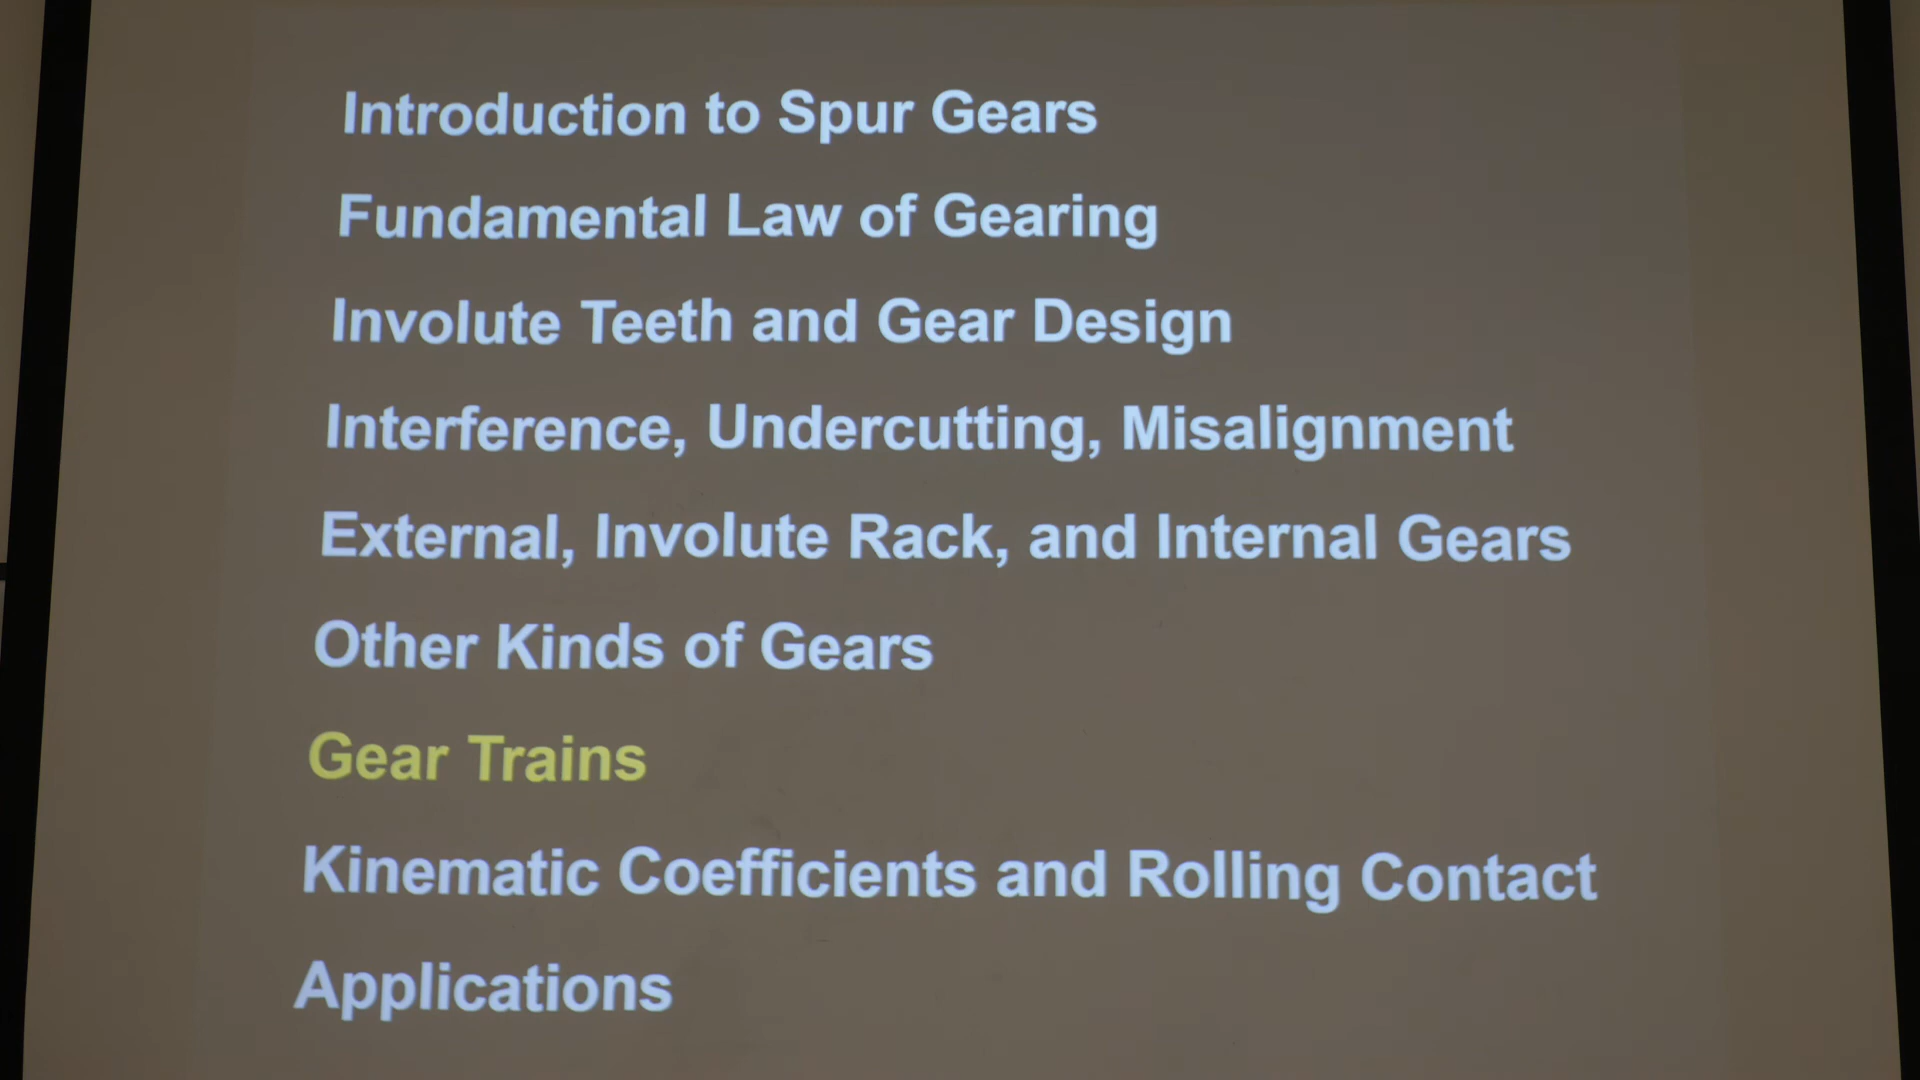 Introduction to Spur Gears
Fundamental Law of Gearing
Involute Teeth and Gear Design
Interference, Undercutting, Misalignment
External, Involute Rack, and Internal Gears
Other Kinds of Gears
Gear Trains
Kinematic Coefficients and Rolling Contact
Applications